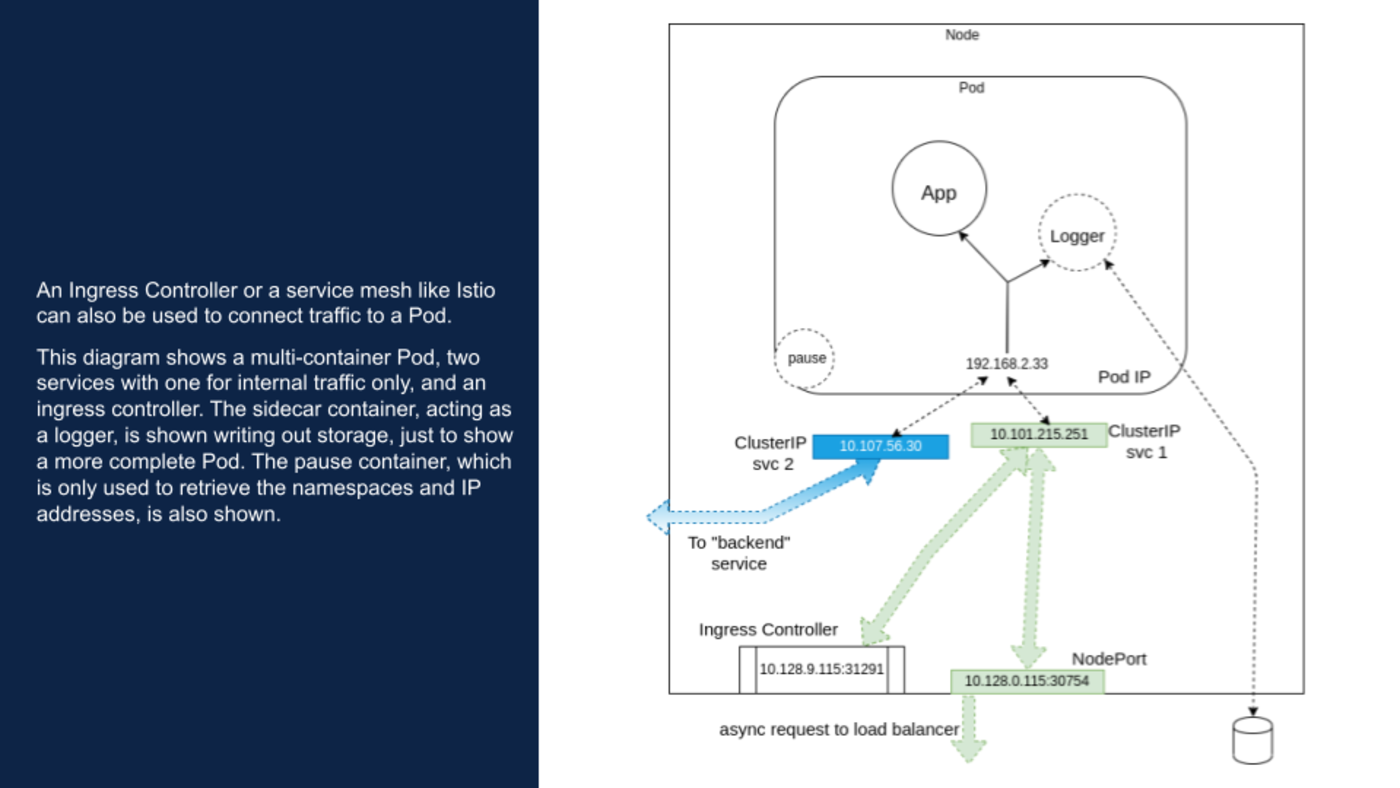 An Ingress Controller or a service mesh like Istio
can also be used to connect traffic to a Pod.
This diagram shows a multi-container Pod, two
services with one for internal traffic only, and an
ingress controller. The sidecar container, acting as
a logger, is shown writing out storage, just to show
a more complete Pod. The pause container, which
is only used to retrieve the namespaces and IP
addresses, is also shown.
Node
Pod
App
Logger
pause
192.168.2.33
Pod IP
ClusterIP
svc 2
10.107.56.30
10.101.215.251
ClusterIP
svc 1
To "backend"
service
Ingress Controller
10.128.9.115:31291
NodePort
10.128.0.115:30754
async request to load balancer